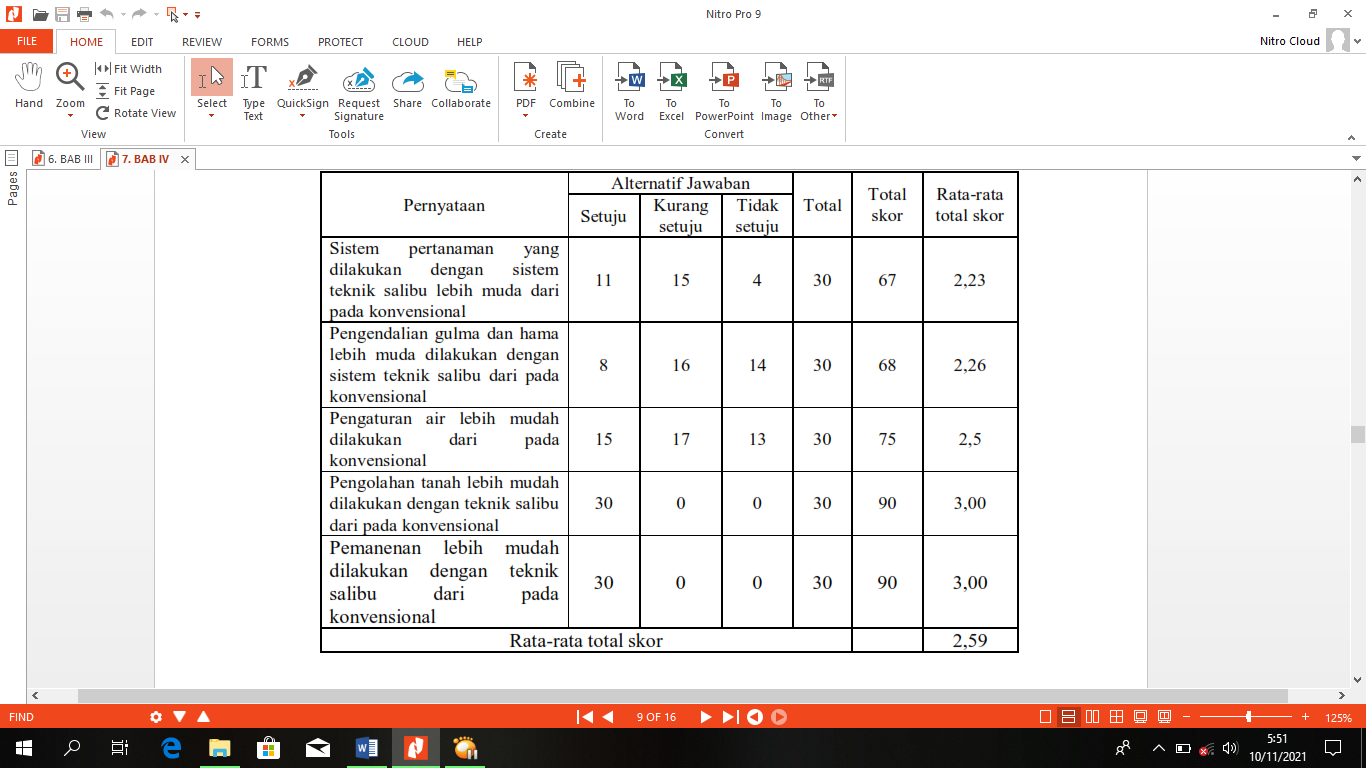 Nitro Pro 9
FILE HOME EDIT REVIEW FORMS PROTECT CLOUD HELP Nitro Cloud
Hand
Zoom
Fit Width
Fit Page
Rotate View
View
Select
Type
Text
QuickSign
Request
Signature
Share
Collaborate
Tools
PDF
Combine
Create
To
Word
To
Excel
To
PowerPoint
To
Image
To
Other
Convert
6. BAB III
7. BAB IV
Pages
Pernyataan
Alternatif Jawaban
Setuju
Kurang
setuju
Tidak
setuju
Total
Total
skor
Rata-rata
total skor
Sistem pertanaman yang
dilakukan dengan sistem
teknik salibu lebih muda dari
pada konvensional
11 15 4 30 67 2,23
Pengendalian gulma dan hama
lebih muda dilakukan dengan
sistem teknik salibu dari pada
konvensional
8 16 14 30 68 2,26
Pengaturan air lebih mudah
dilakukan dari pada
konvensional
15 17 13 30 75 2,5
Pengolahan tanah lebih mudah
dilakukan dengan teknik salibu
dari pada konvensional
30 0 0 30 90 3,00
Pemanenan lebih mudah
dilakukan dengan teknik
salibu dari pada
konvensional
30 0 0 30 90 3,00
Rata-rata total skor 2,59
FIND
9 OF 16
125%
5:51
10/11/2021